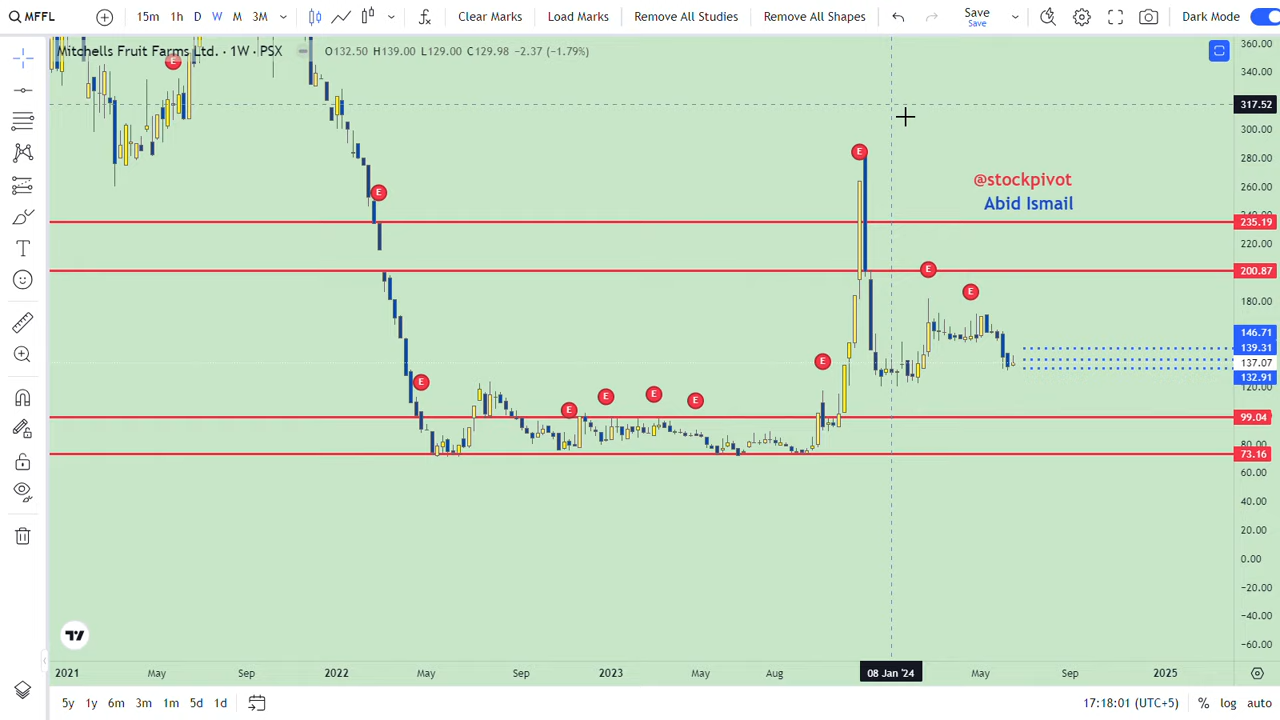 MFFL 15m 1h D W M 3M Clear Marks Load Marks Remove All Studies Remove All Shapes Save Save Dark Mode
Mitchells Fruit Farms Ltd. · 1W · PSX O132.50 H139.00 L129.00 C129.98 −2.37 (−1.79%)
360.00
340.00
317.52
300.00
280.00
260.00
240.00
235.19
220.00
200.87
180.00
146.71
139.31
137.07
132.91
120.00
99.04
80.00
73.16
60.00
40.00
20.00
0.00
−20.00
−40.00
−60.00
E
E
E
E
E
E
E
E
E
E
E
@stockpivot
Abid Ismail
2021 May Sep 2022 May Sep 2023 May Aug 08 Jan '24 May Sep 2025
5y 1y 6m 3m 1m 5d 1d 17:18:01 (UTC+5) % log auto